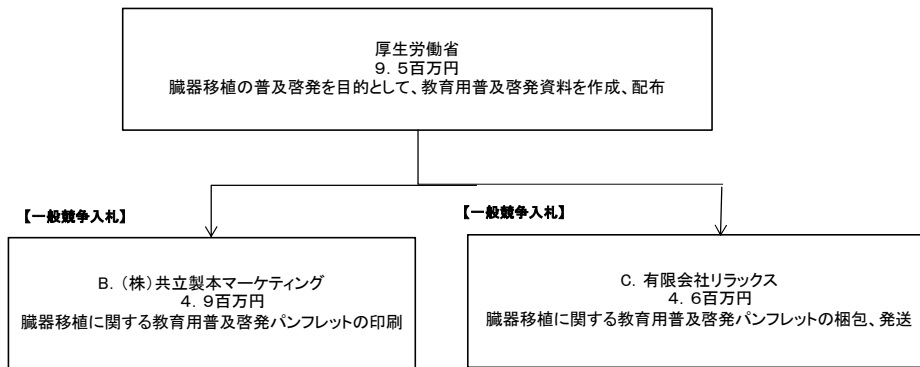 厚生労働省
9．5百万円
臓器移植の普及啓発を目的として、教育用普及啓発資料を作成、配布
【一般競争入札】
【一般競争入札】
B．（株）共立製本マーケティング
4．9百万円
臓器移植に関する教育用普及啓発パンフレットの印刷
C．有限会社リラックス
4．6百万円
臓器移植に関する教育用普及啓発パンフレットの梱包、発送